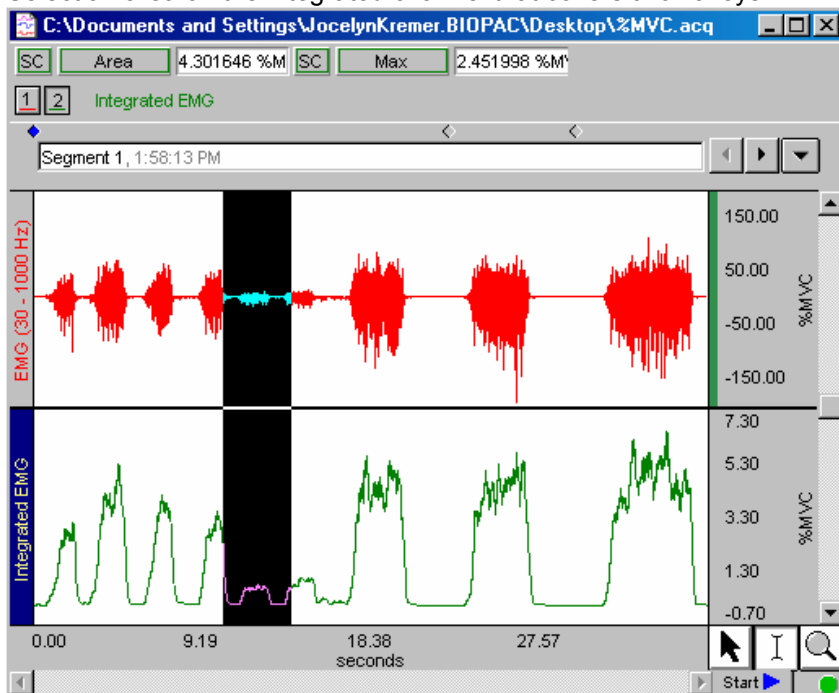 C:\Documents and Settings\JocelynKremer.BIOPAC\Desktop\%MVC.acq
SC Area 4.301646 %M SC Max 2.451998 %M
1 2 Integrated EMG
Segment 1, 1:58:13 PM
EMG (30 - 1000 Hz)
150.00
50.00
-50.00
-150.00
%MVC
Integrated EMG
7.30
5.30
3.30
1.30
-0.70
%MVC
0.00 9.19 18.38 27.57
seconds
Start